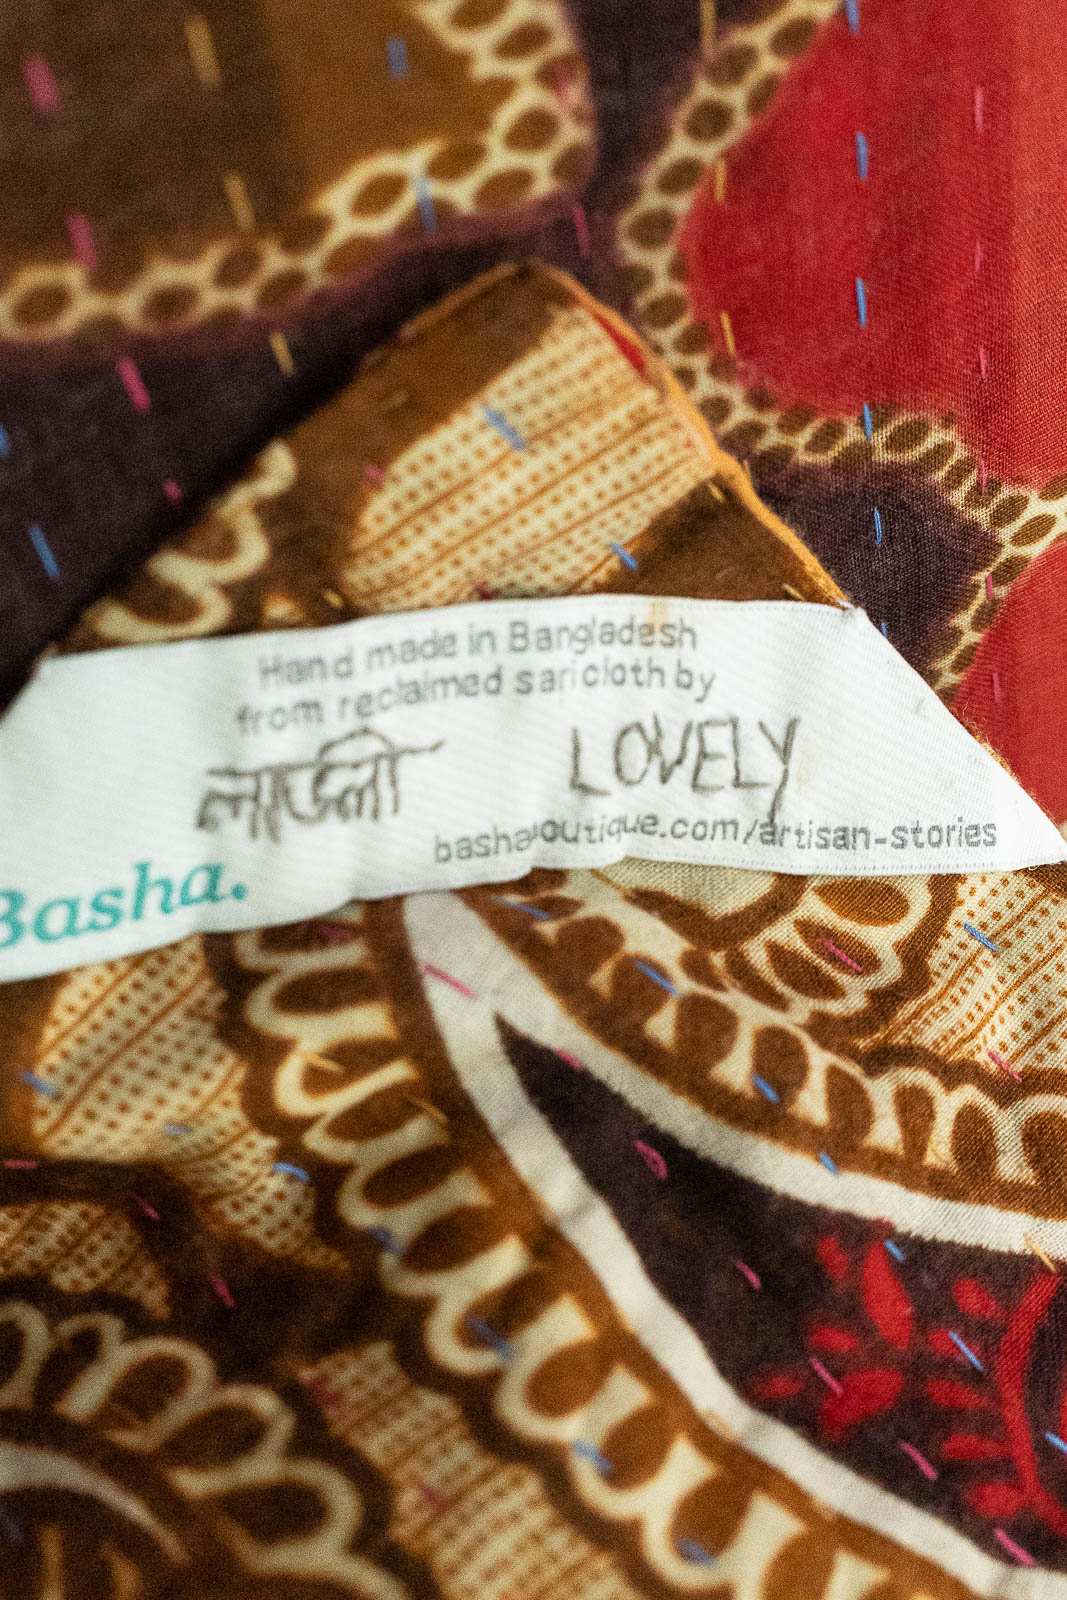 Hand made in Bangladesh
from reclaimed sari cloth by
লাভলী LOVELY
bashaboutique.com/artisan-stories
Basha.